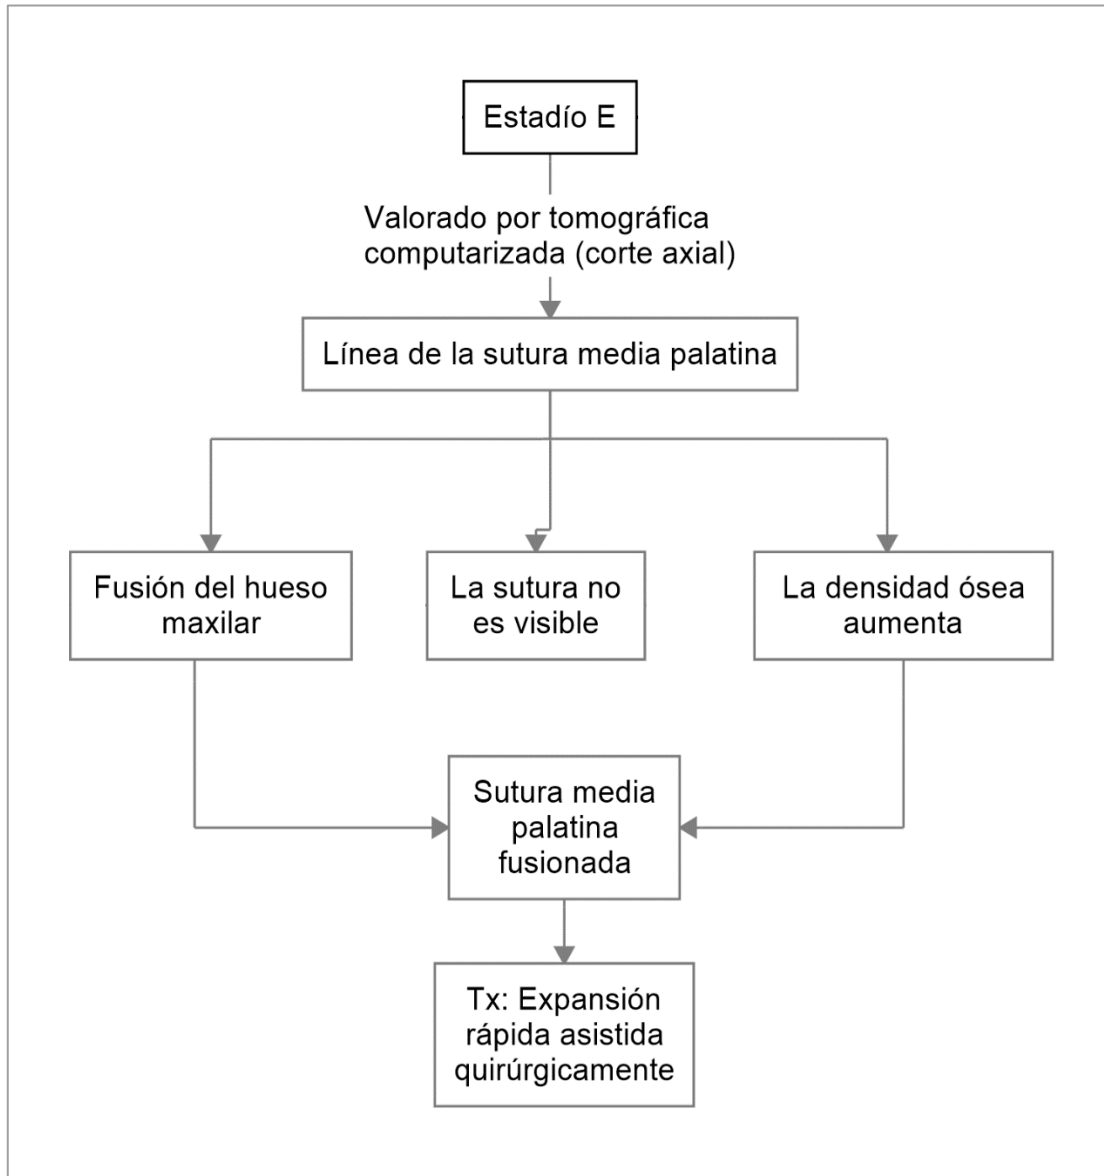 Estadío E
Valorado por tomográfica
computarizada (corte axial)
Línea de la sutura media palatina
Fusión del hueso
maxilar
La sutura no
es visible
La densidad ósea
aumenta
Sutura media
palatina
fusionada
Tx: Expansión
rápida asistida
quirúrgicamente